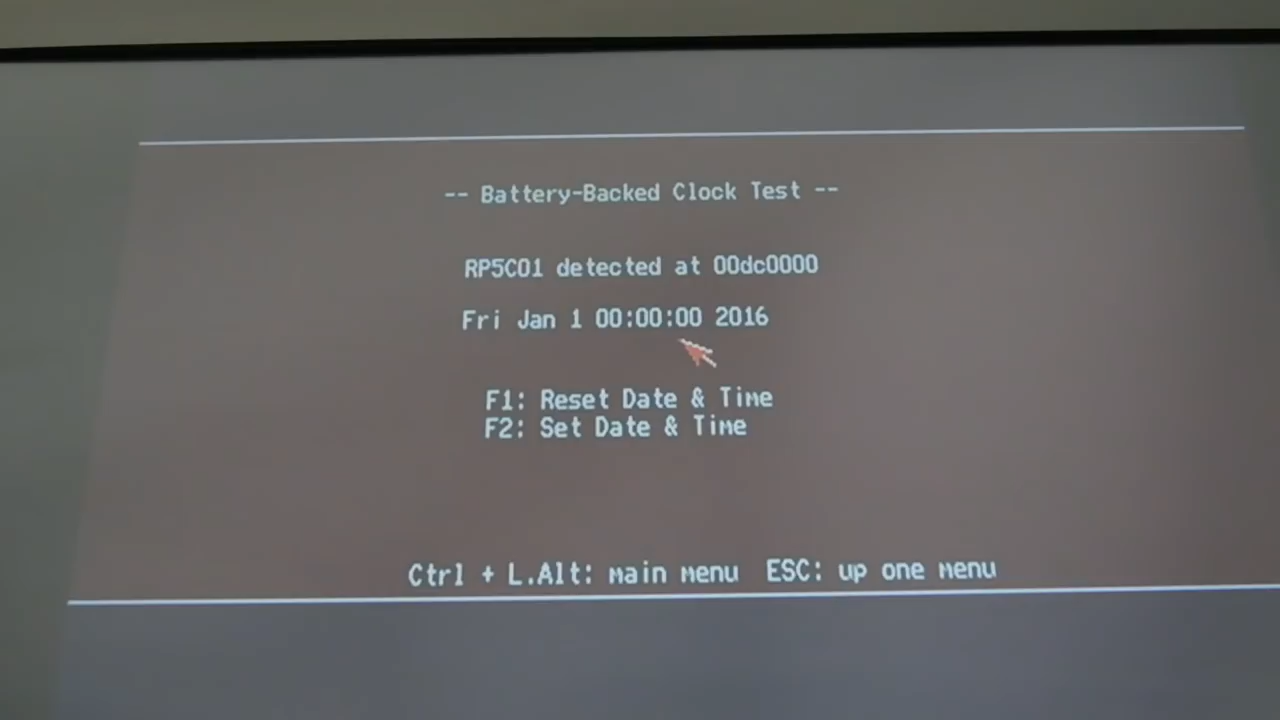 -- Battery-Backed Clock Test --
RP5C01 detected at 00dc0000
Fri Jan 1 00:00:00 2016
F1: Reset Date & Time
F2: Set Date & Time
Ctrl + L.Alt: main menu  ESC: up one menu